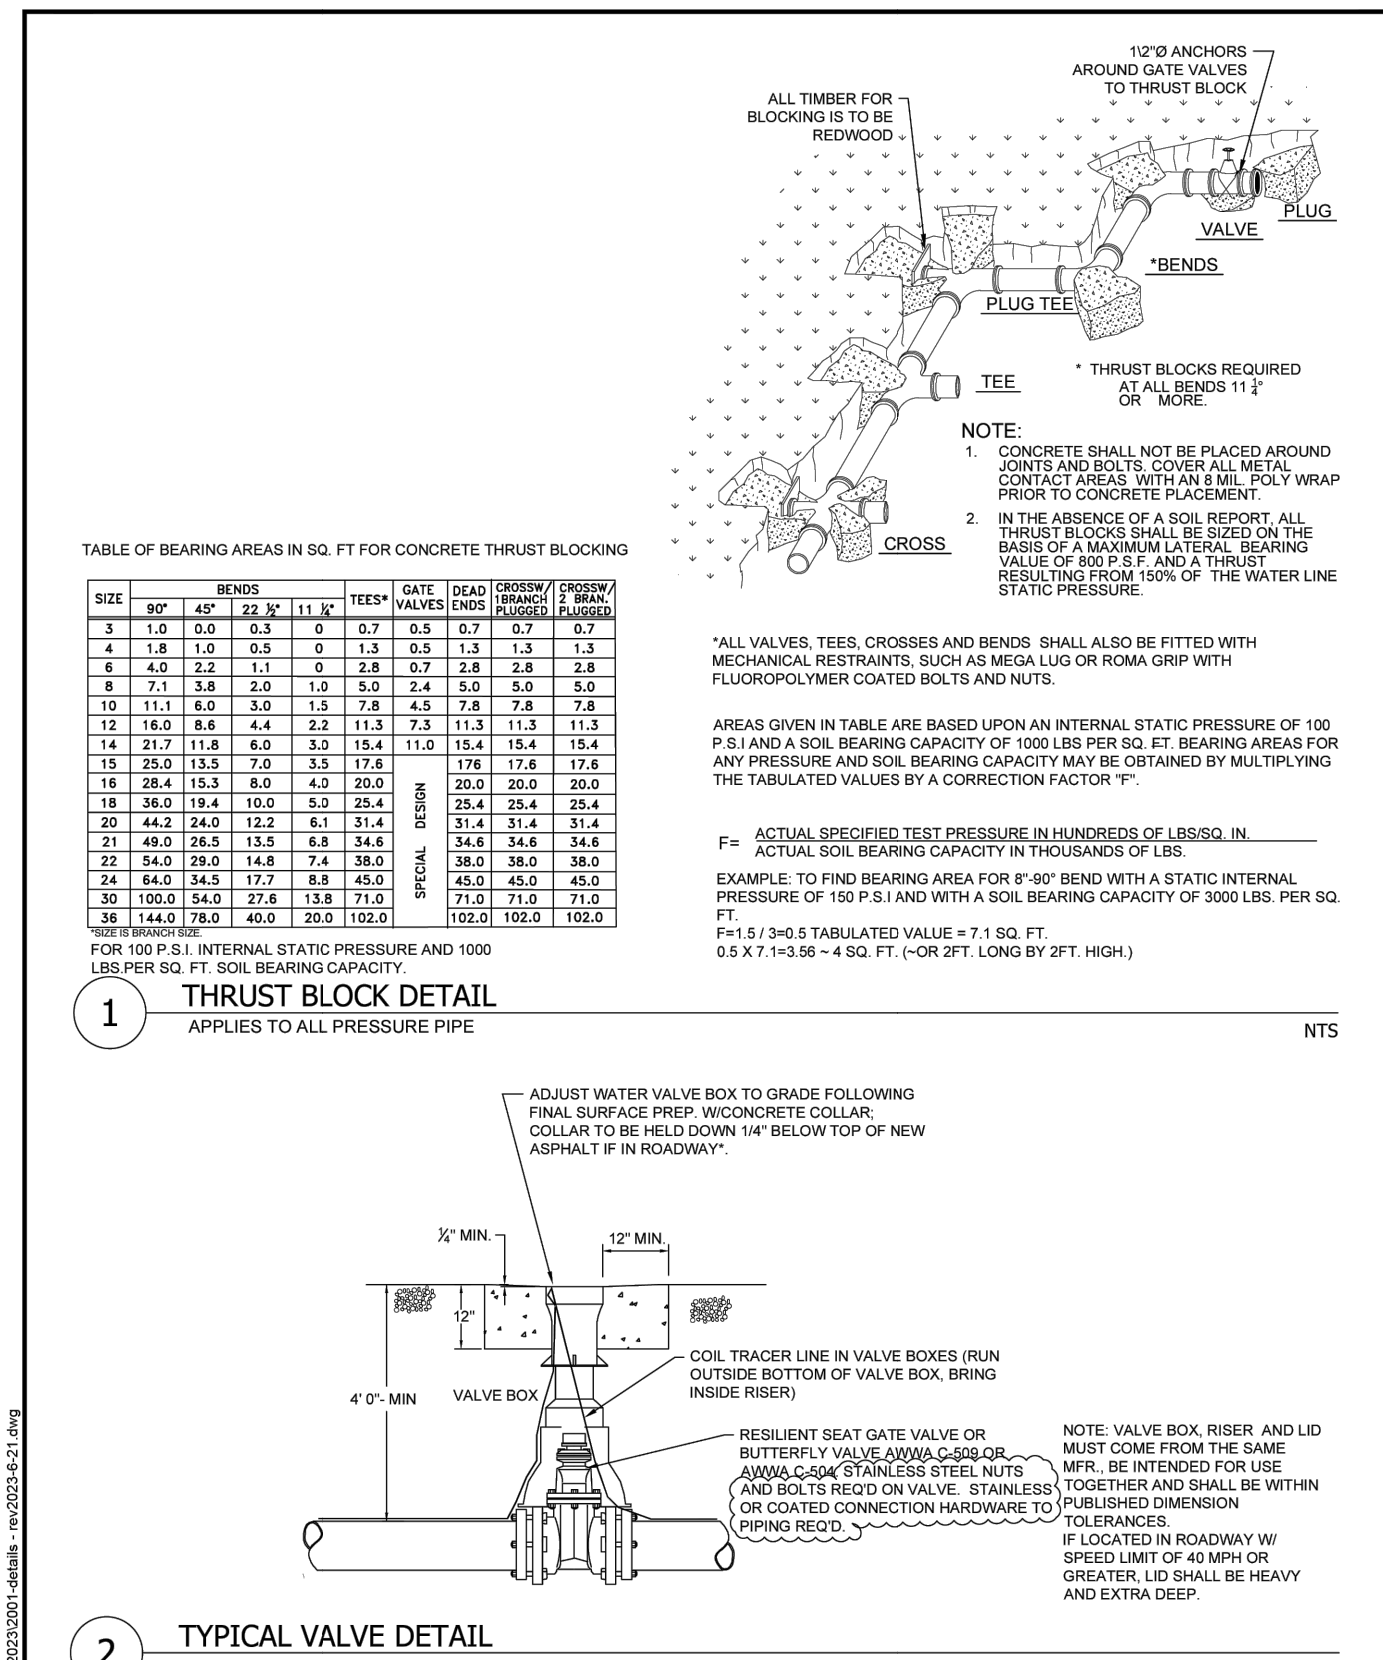 1\2"Ø ANCHORS
AROUND GATE VALVES
TO THRUST BLOCK
ALL TIMBER FOR
BLOCKING IS TO BE
REDWOOD
PLUG
VALVE
*BENDS
PLUG TEE
TEE
* THRUST BLOCKS REQUIRED
AT ALL BENDS 11 1/4°
OR MORE.
CROSS
NOTE:
1. CONCRETE SHALL NOT BE PLACED AROUND
JOINTS AND BOLTS. COVER ALL METAL
CONTACT AREAS WITH AN 8 MIL. POLY WRAP
PRIOR TO CONCRETE PLACEMENT.
2. IN THE ABSENCE OF A SOIL REPORT, ALL
THRUST BLOCKS SHALL BE SIZED ON THE
BASIS OF A MAXIMUM LATERAL BEARING
VALUE OF 800 P.S.F. AND A THRUST
RESULTING FROM 150% OF THE WATER LINE
STATIC PRESSURE.
TABLE OF BEARING AREAS IN SQ. FT FOR CONCRETE THRUST BLOCKING
SIZE BENDS TEES* GATE VALVES DEAD ENDS CROSSW/ 1BRANCH PLUGGED CROSSW/ 2 BRAN. PLUGGED
90° 45° 22 ½° 11 ¼°
3 1.0 0.0 0.3 0 0.7 0.5 0.7 0.7 0.7
4 1.8 1.0 0.5 0 1.3 0.5 1.3 1.3 1.3
6 4.0 2.2 1.1 0 2.8 0.7 2.8 2.8 2.8
8 7.1 3.8 2.0 1.0 5.0 2.4 5.0 5.0 5.0
10 11.1 6.0 3.0 1.5 7.8 4.5 7.8 7.8 7.8
12 16.0 8.6 4.4 2.2 11.3 7.3 11.3 11.3 11.3
14 21.7 11.8 6.0 3.0 15.4 11.0 15.4 15.4 15.4
15 25.0 13.5 7.0 3.5 17.6 176 17.6 17.6
16 28.4 15.3 8.0 4.0 20.0 20.0 20.0 20.0
18 36.0 19.4 10.0 5.0 25.4 25.4 25.4 25.4
20 44.2 24.0 12.2 6.1 31.4 31.4 31.4 31.4
21 49.0 26.5 13.5 6.8 34.6 34.6 34.6 34.6
22 54.0 29.0 14.8 7.4 38.0 38.0 38.0 38.0
24 64.0 34.5 17.7 8.8 45.0 45.0 45.0 45.0
30 100.0 54.0 27.6 13.8 71.0 71.0 71.0 71.0
36 144.0 78.0 40.0 20.0 102.0 102.0 102.0 102.0
SPECIAL DESIGN
*SIZE IS BRANCH SIZE.
FOR 100 P.S.I. INTERNAL STATIC PRESSURE AND 1000
LBS.PER SQ. FT. SOIL BEARING CAPACITY.
*ALL VALVES, TEES, CROSSES AND BENDS SHALL ALSO BE FITTED WITH
MECHANICAL RESTRAINTS, SUCH AS MEGA LUG OR ROMA GRIP WITH
FLUOROPOLYMER COATED BOLTS AND NUTS.
AREAS GIVEN IN TABLE ARE BASED UPON AN INTERNAL STATIC PRESSURE OF 100
P.S.I AND A SOIL BEARING CAPACITY OF 1000 LBS PER SQ. FT. BEARING AREAS FOR
ANY PRESSURE AND SOIL BEARING CAPACITY MAY BE OBTAINED BY MULTIPLYING
THE TABULATED VALUES BY A CORRECTION FACTOR "F".
F= ACTUAL SPECIFIED TEST PRESSURE IN HUNDREDS OF LBS/SQ. IN.
ACTUAL SOIL BEARING CAPACITY IN THOUSANDS OF LBS.
EXAMPLE: TO FIND BEARING AREA FOR 8"-90° BEND WITH A STATIC INTERNAL
PRESSURE OF 150 P.S.I AND WITH A SOIL BEARING CAPACITY OF 3000 LBS. PER SQ.
FT.
F=1.5 / 3=0.5 TABULATED VALUE = 7.1 SQ. FT.
0.5 X 7.1=3.56 ~ 4 SQ. FT. (~OR 2FT. LONG BY 2FT. HIGH.)
1 THRUST BLOCK DETAIL
APPLIES TO ALL PRESSURE PIPE
NTS
ADJUST WATER VALVE BOX TO GRADE FOLLOWING
FINAL SURFACE PREP. W/CONCRETE COLLAR;
COLLAR TO BE HELD DOWN 1/4" BELOW TOP OF NEW
ASPHALT IF IN ROADWAY*.
¼" MIN.
12" MIN.
12"
4' 0"- MIN
VALVE BOX
COIL TRACER LINE IN VALVE BOXES (RUN
OUTSIDE BOTTOM OF VALVE BOX, BRING
INSIDE RISER)
RESILIENT SEAT GATE VALVE OR
BUTTERFLY VALVE AWWA C-509 OR
AWWA C-504. STAINLESS STEEL NUTS
AND BOLTS REQ'D ON VALVE. STAINLESS
OR COATED CONNECTION HARDWARE TO
PIPING REQ'D.
NOTE: VALVE BOX, RISER AND LID
MUST COME FROM THE SAME
MFR., BE INTENDED FOR USE
TOGETHER AND SHALL BE WITHIN
PUBLISHED DIMENSION
TOLERANCES.
IF LOCATED IN ROADWAY W/
SPEED LIMIT OF 40 MPH OR
GREATER, LID SHALL BE HEAVY
AND EXTRA DEEP.
2 TYPICAL VALVE DETAIL
2023\2001-details - rev2023-6-21.dwg